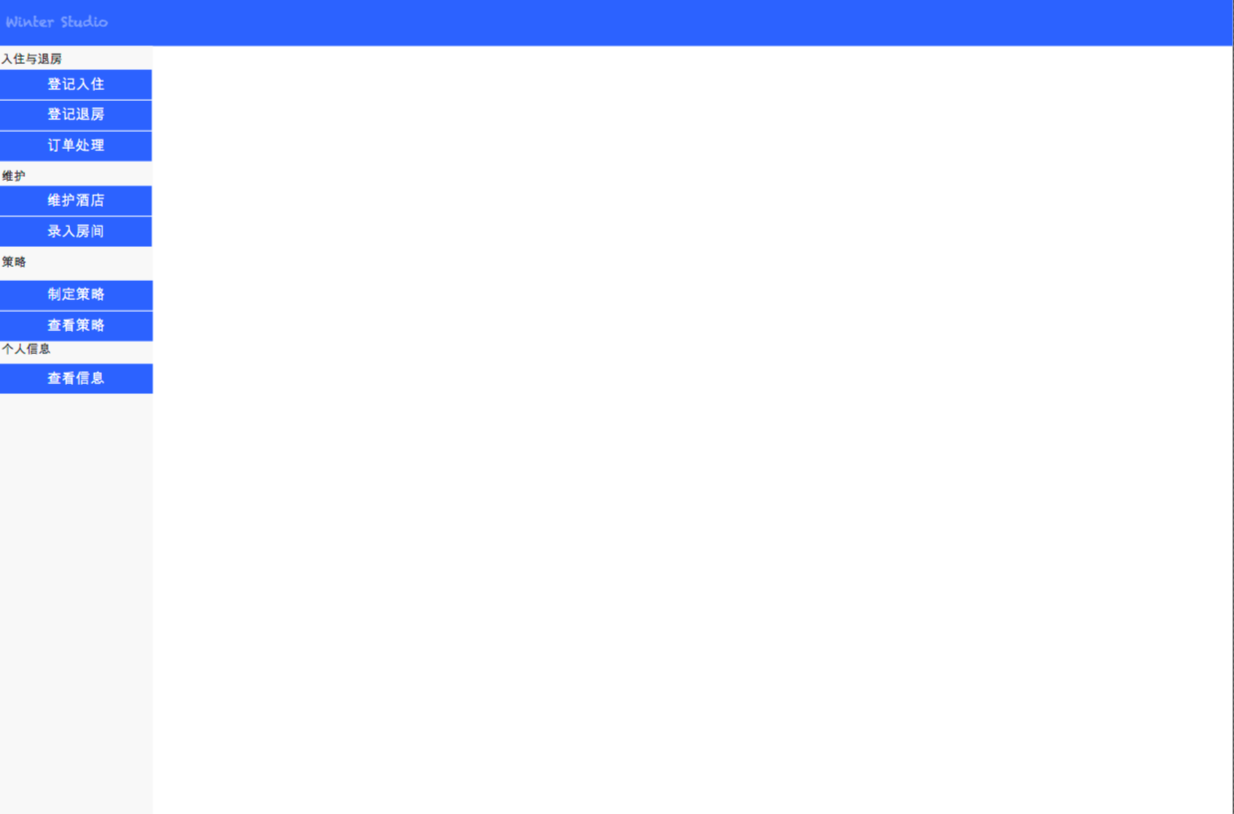 Winter Studio
入住与退房
登记入住
登记退房
订单处理
维护
维护酒店
录入房间
策略
制定策略
查看策略
个人信息
查看信息